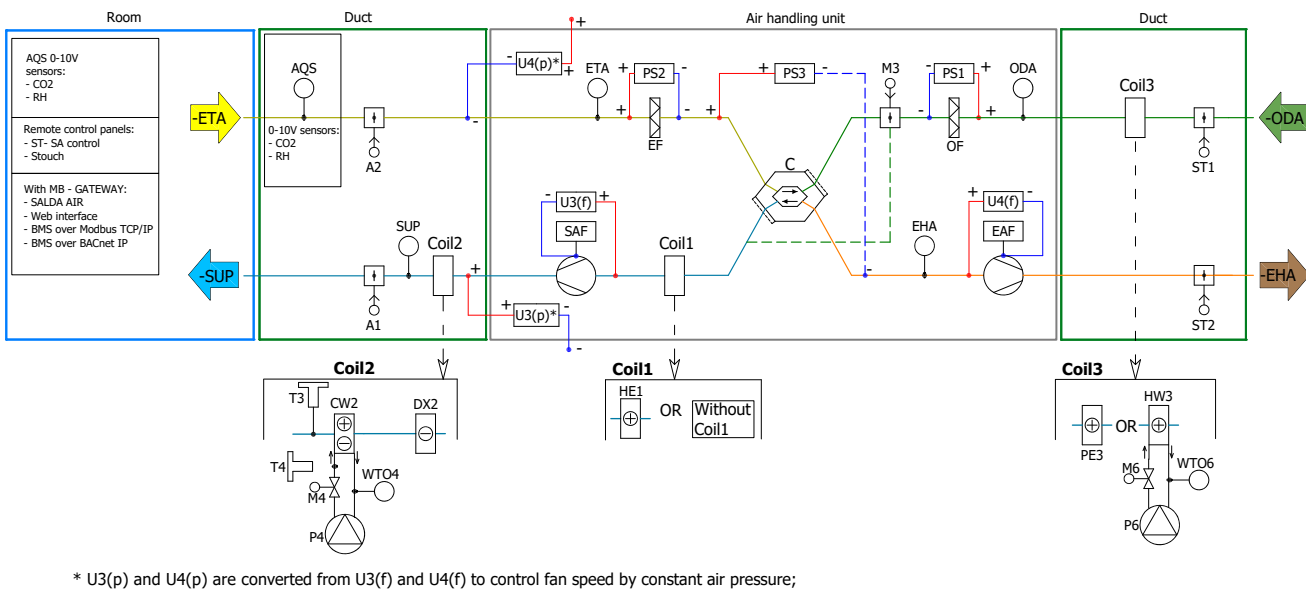 Room
Duct
Air handling unit
Duct
AQS 0-10V
sensors:
- CO2
- RH
Remote control panels:
- ST- SA control
- Stouch
With MB - GATEWAY:
- SALDA AIR
- Web interface
- BMS over Modbus TCP/IP
- BMS over BACnet IP
-ETA
-SUP
AQS
0-10V sensors:
- CO2
- RH
A2
SUP
Coil2
A1
+
- U4(p)* +
-
ETA
+ PS2 -
+ -
EF
+ PS3 -
+
M3
- PS1 +
- +
OF
ODA
C
- U3(f) +
SAF
Coil1
+
+ U3(p)* -
-
EHA
+ U4(f) -
EAF
-
+
Coil3
ST1
ST2
-ODA
-EHA
Coil2
T3
CW2
DX2
+
-
-
T4
M4
WTO4
P4
Coil1
HE1
+
OR
Without
Coil1
Coil3
HW3
+ OR +
PE3
M6
WTO6
P6
* U3(p) and U4(p) are converted from U3(f) and U4(f) to control fan speed by constant air pressure;